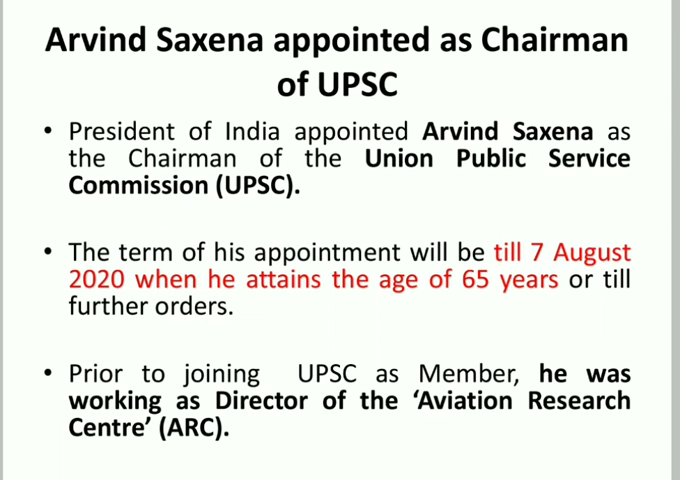 Arvind Saxena appointed as Chairman
of UPSC
• President of India appointed Arvind Saxena as
the Chairman of the Union Public Service
Commission (UPSC).
• The term of his appointment will be till 7 August
2020 when he attains the age of 65 years or till
further orders.
• Prior to joining UPSC as Member, he was
working as Director of the ‘Aviation Research
Centre’ (ARC).